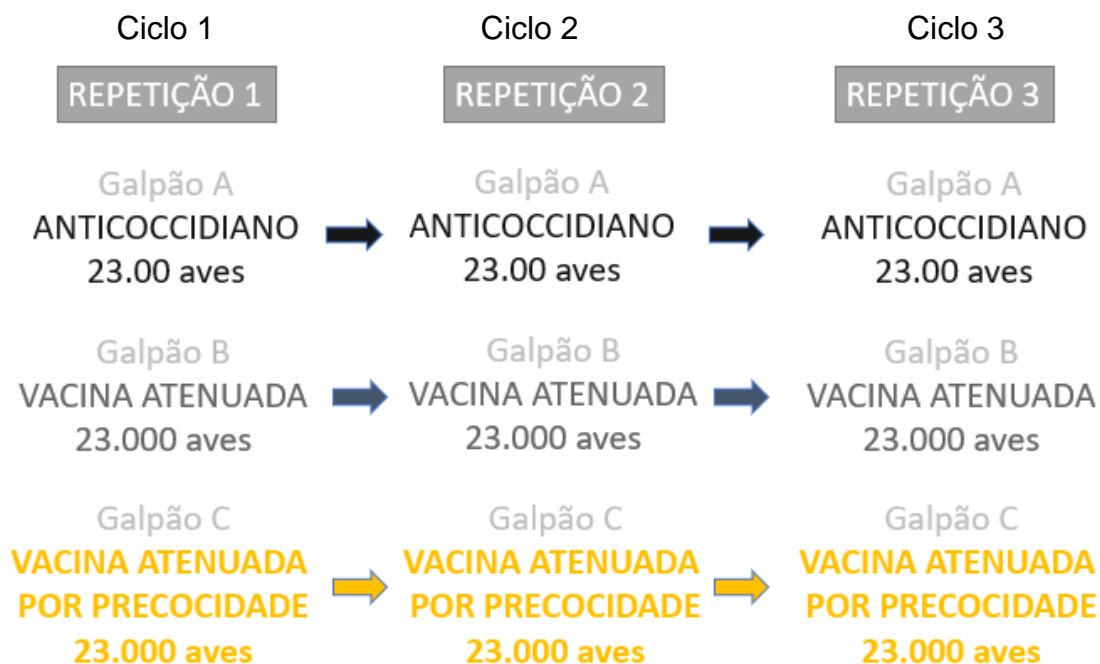 Ciclo 1
Ciclo 2
Ciclo 3
REPETIÇÃO 1
REPETIÇÃO 2
REPETIÇÃO 3
Galpão A
ANTICOCCIDIANO
23.00 aves
Galpão A
ANTICOCCIDIANO
23.00 aves
Galpão A
ANTICOCCIDIANO
23.00 aves
Galpão B
VACINA ATENUADA
23.000 aves
Galpão B
VACINA ATENUADA
23.000 aves
Galpão B
VACINA ATENUADA
23.000 aves
Galpão C
VACINA ATENUADA
POR PRECOCIDADE
23.000 aves
Galpão C
VACINA ATENUADA
POR PRECOCIDADE
23.000 aves
Galpão C
VACINA ATENUADA
POR PRECOCIDADE
23.000 aves